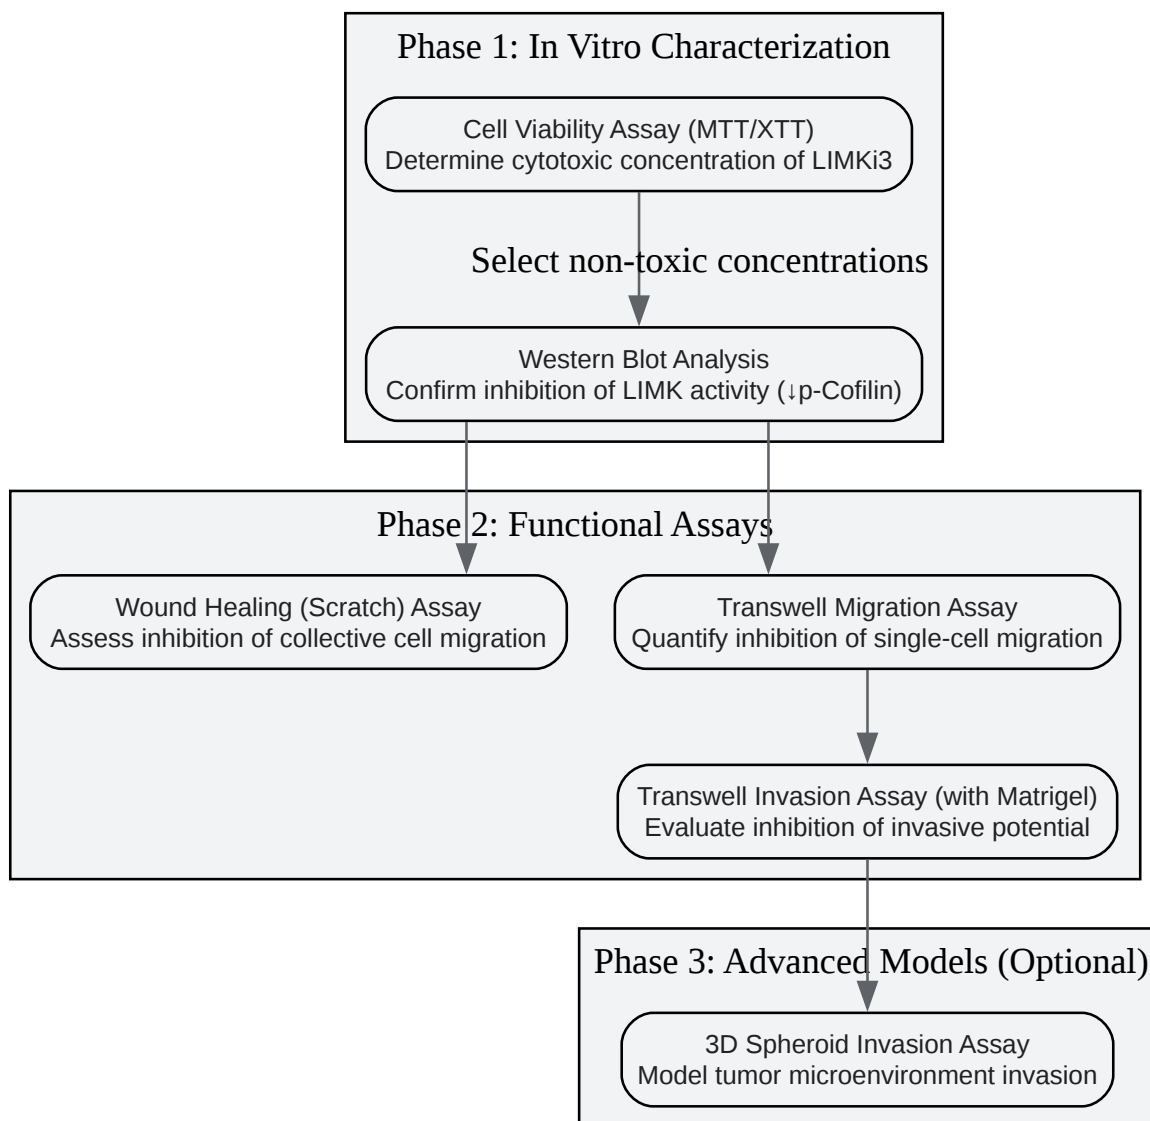 Phase 1: In Vitro Characterization
Cell Viability Assay (MTT/XTT)
Determine cytotoxic concentration of LIMKi3
Select non-toxic concentrations
Western Blot Analysis
Confirm inhibition of LIMK activity (↓p-Cofilin)
Phase 2: Functional Assays
Wound Healing (Scratch) Assay
Assess inhibition of collective cell migration
Transwell Migration Assay
Quantify inhibition of single-cell migration
Transwell Invasion Assay (with Matrigel)
Evaluate inhibition of invasive potential
Phase 3: Advanced Models (Optional)
3D Spheroid Invasion Assay
Model tumor microenvironment invasion